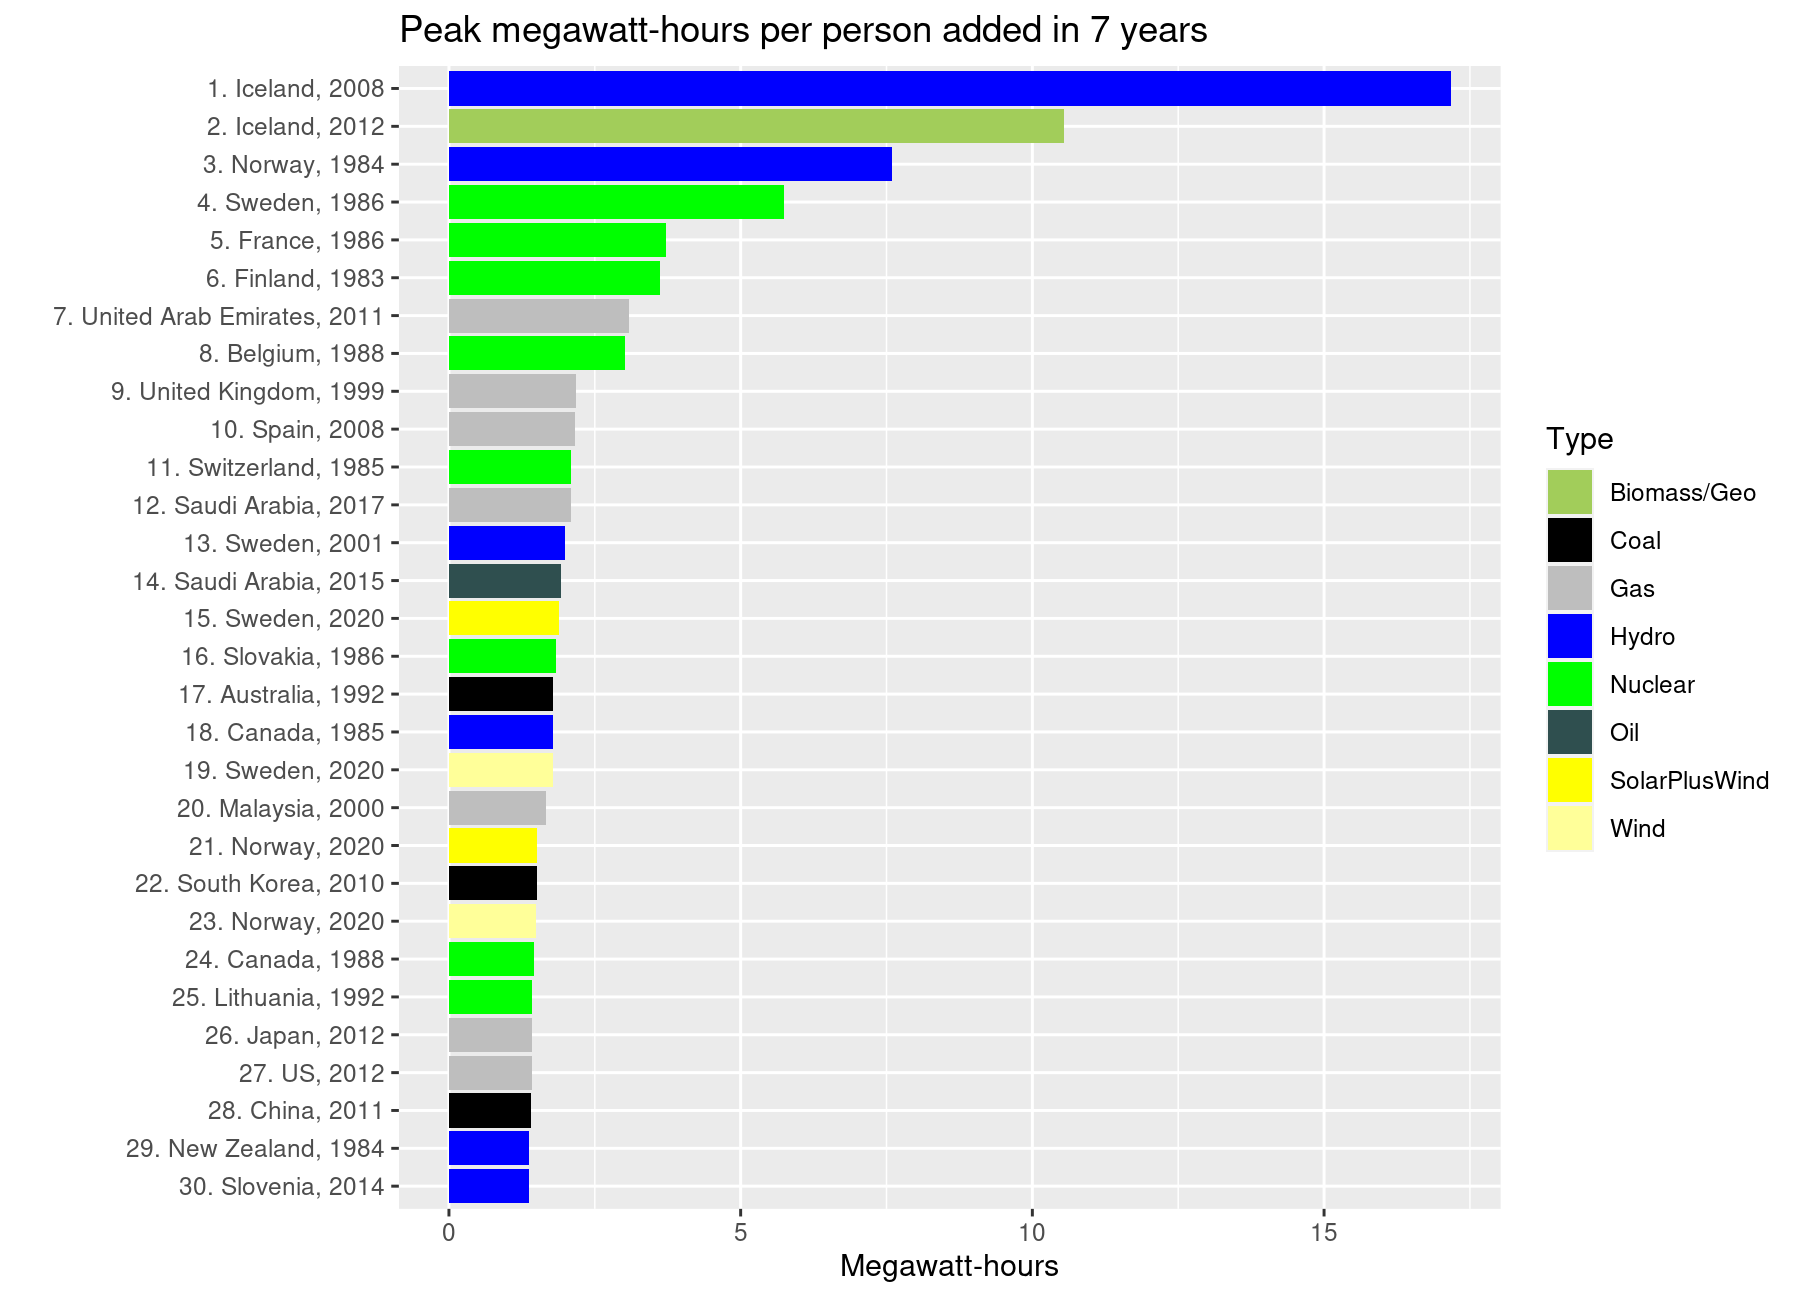 Peak megawatt-hours per person added in 7 years
1. Iceland, 2008
2. Iceland, 2012
3. Norway, 1984
4. Sweden, 1986
5. France, 1986
6. Finland, 1983
7. United Arab Emirates, 2011
8. Belgium, 1988
9. United Kingdom, 1999
10. Spain, 2008
11. Switzerland, 1985
12. Saudi Arabia, 2017
13. Sweden, 2001
14. Saudi Arabia, 2015
15. Sweden, 2020
16. Slovakia, 1986
17. Australia, 1992
18. Canada, 1985
19. Sweden, 2020
20. Malaysia, 2000
21. Norway, 2020
22. South Korea, 2010
23. Norway, 2020
24. Canada, 1988
25. Lithuania, 1992
26. Japan, 2012
27. US, 2012
28. China, 2011
29. New Zealand, 1984
30. Slovenia, 2014
0 5 10 15
Megawatt-hours
Type
Biomass/Geo
Coal
Gas
Hydro
Nuclear
Oil
SolarPlusWind
Wind